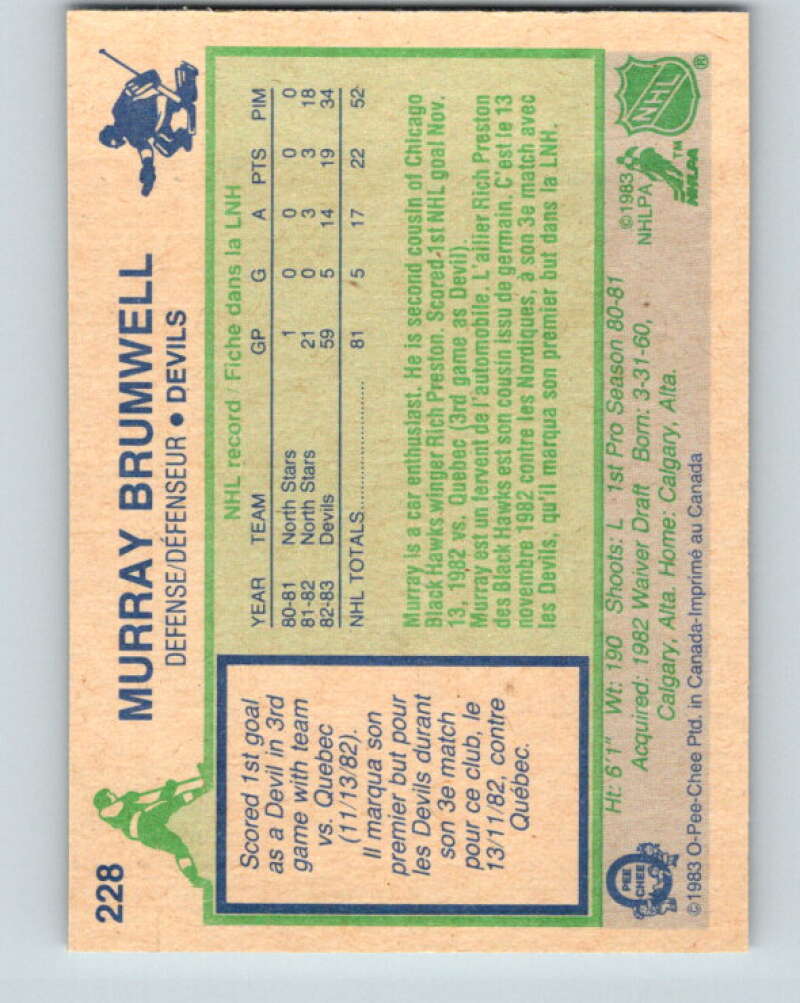 228
MURRAY BRUMWELL
DEFENSE/DÉFENSEUR • DEVILS
Scored 1st goal
as a Devil in 3rd
game with team
vs. Quebec
(11/13/82).
Il marqua son
premier but pour
les Devils durant
son 3e match
pour ce club, le
13/11/82, contre
Québec.
NHL record / Fiche dans la LNH
YEAR TEAM GP G A PTS PIM
80-81 North Stars 1 0 0 0 0
81-82 North Stars 21 0 3 3 18
82-83 Devils 59 5 14 19 34
NHL TOTALS 81 5 17 22 52
Murray is a car enthusiast. He is second cousin of Chicago
Black Hawks winger Rich Preston. Scored 1st NHL goal Nov.
13, 1982 vs. Quebec (3rd game as Devil).
Murray est un fervent de l'automobile. L'ailier Rich Preston
des Black Hawks est son cousin issu de germain. C'est le 13
novembre 1982 contre les Nordiques, à son 3e match avec
les Devils, qu'il marqua son premier but dans la LNH.
Ht: 6'1" Wt: 190 Shoots: L 1st Pro Season 80-81
Acquired: 1982 Waiver Draft Born: 3-31-60,
Calgary, Alta. Home: Calgary, Alta.
©1983 O-Pee-Chee Ptd. in Canada-Imprimé au Canada
O
PEE
CHEE
©1983
NHLPA
NHLPA
™
NHL
®